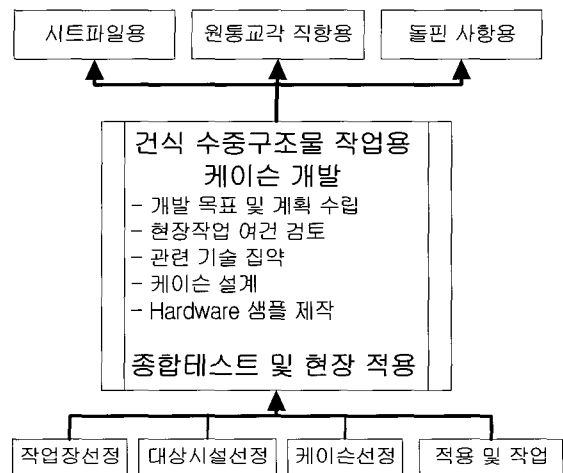 시트파일용
원통교각 직항용
돌핀 사항용
건식 수중구조물 작업용
케이슨 개발
- 개발 목표 및 계획 수립
- 현장작업 여건 검토
- 관련 기술 집약
- 케이슨 설계
- Hardware 샘플 제작
종합테스트 및 현장 적용
작업장선정
대상시설선정
케이슨선정
적용 및 작업